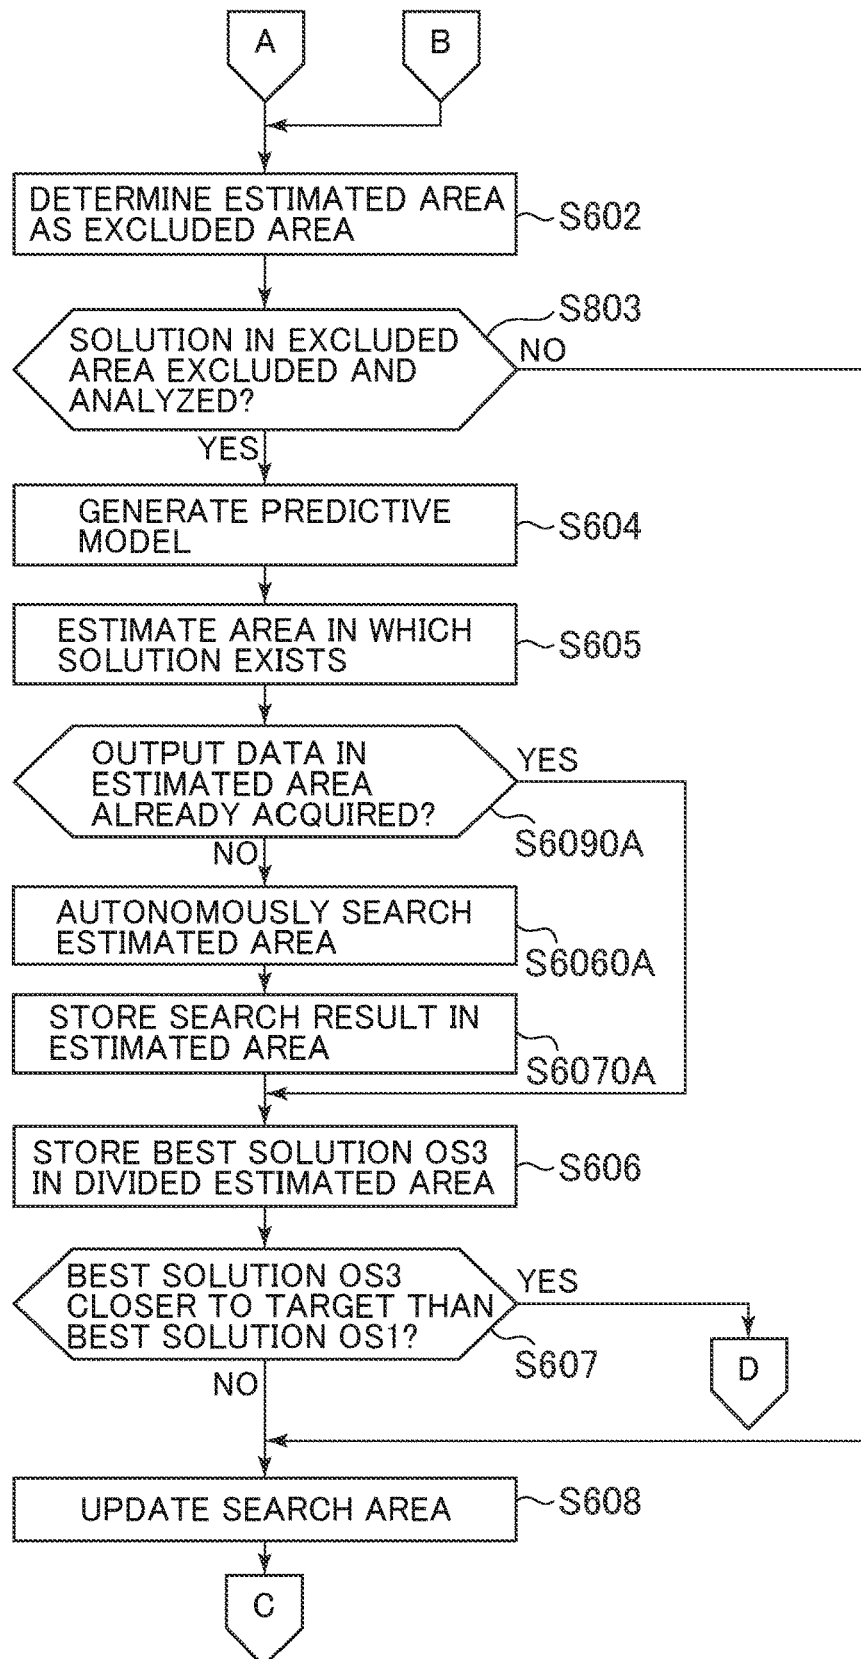 A
B
DETERMINE ESTIMATED AREA
AS EXCLUDED AREA
S602
S803
SOLUTION IN EXCLUDED
AREA EXCLUDED AND
ANALYZED?
NO
YES
GENERATE PREDICTIVE
MODEL
S604
ESTIMATE AREA IN WHICH
SOLUTION EXISTS
S605
OUTPUT DATA IN
ESTIMATED AREA
ALREADY ACQUIRED?
YES
S6090A
NO
AUTONOMOUSLY SEARCH
ESTIMATED AREA
S6060A
STORE SEARCH RESULT IN
ESTIMATED AREA
S6070A
STORE BEST SOLUTION OS3
IN DIVIDED ESTIMATED AREA
S606
BEST SOLUTION OS3
CLOSER TO TARGET THAN
BEST SOLUTION OS1?
YES
S607
D
NO
UPDATE SEARCH AREA
S608
C